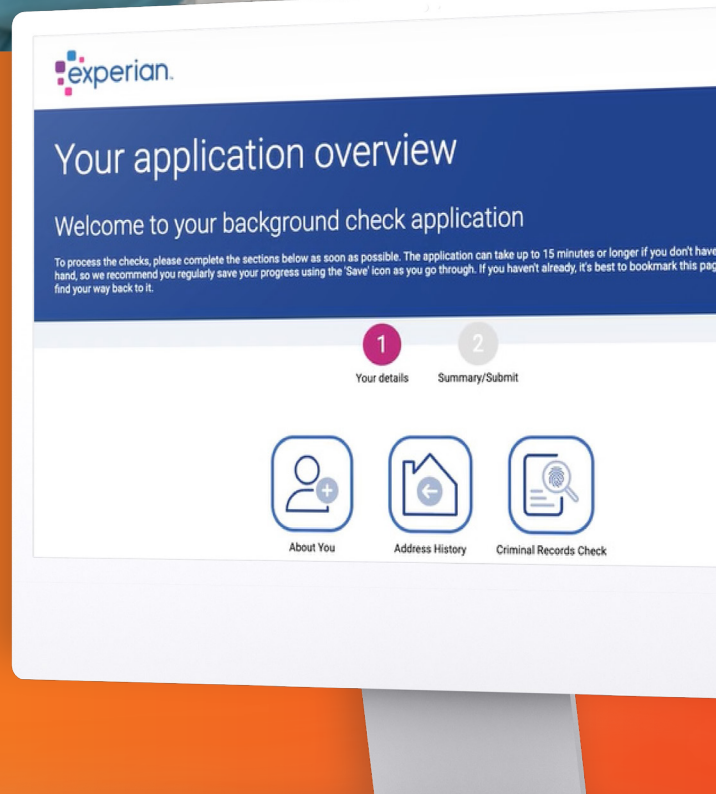 experian.
Your application overview
Welcome to your background check application
To process the checks, please complete the sections below as soon as possible. The application can take up to 15 minutes or longer if you don't have
hand, so we recommend you regularly save your progress using the 'Save' icon as you go through. If you haven't already, it's best to bookmark this pag
find your way back to it.
1
2
Your details
Summary/Submit
About You
Address History
Criminal Records Check